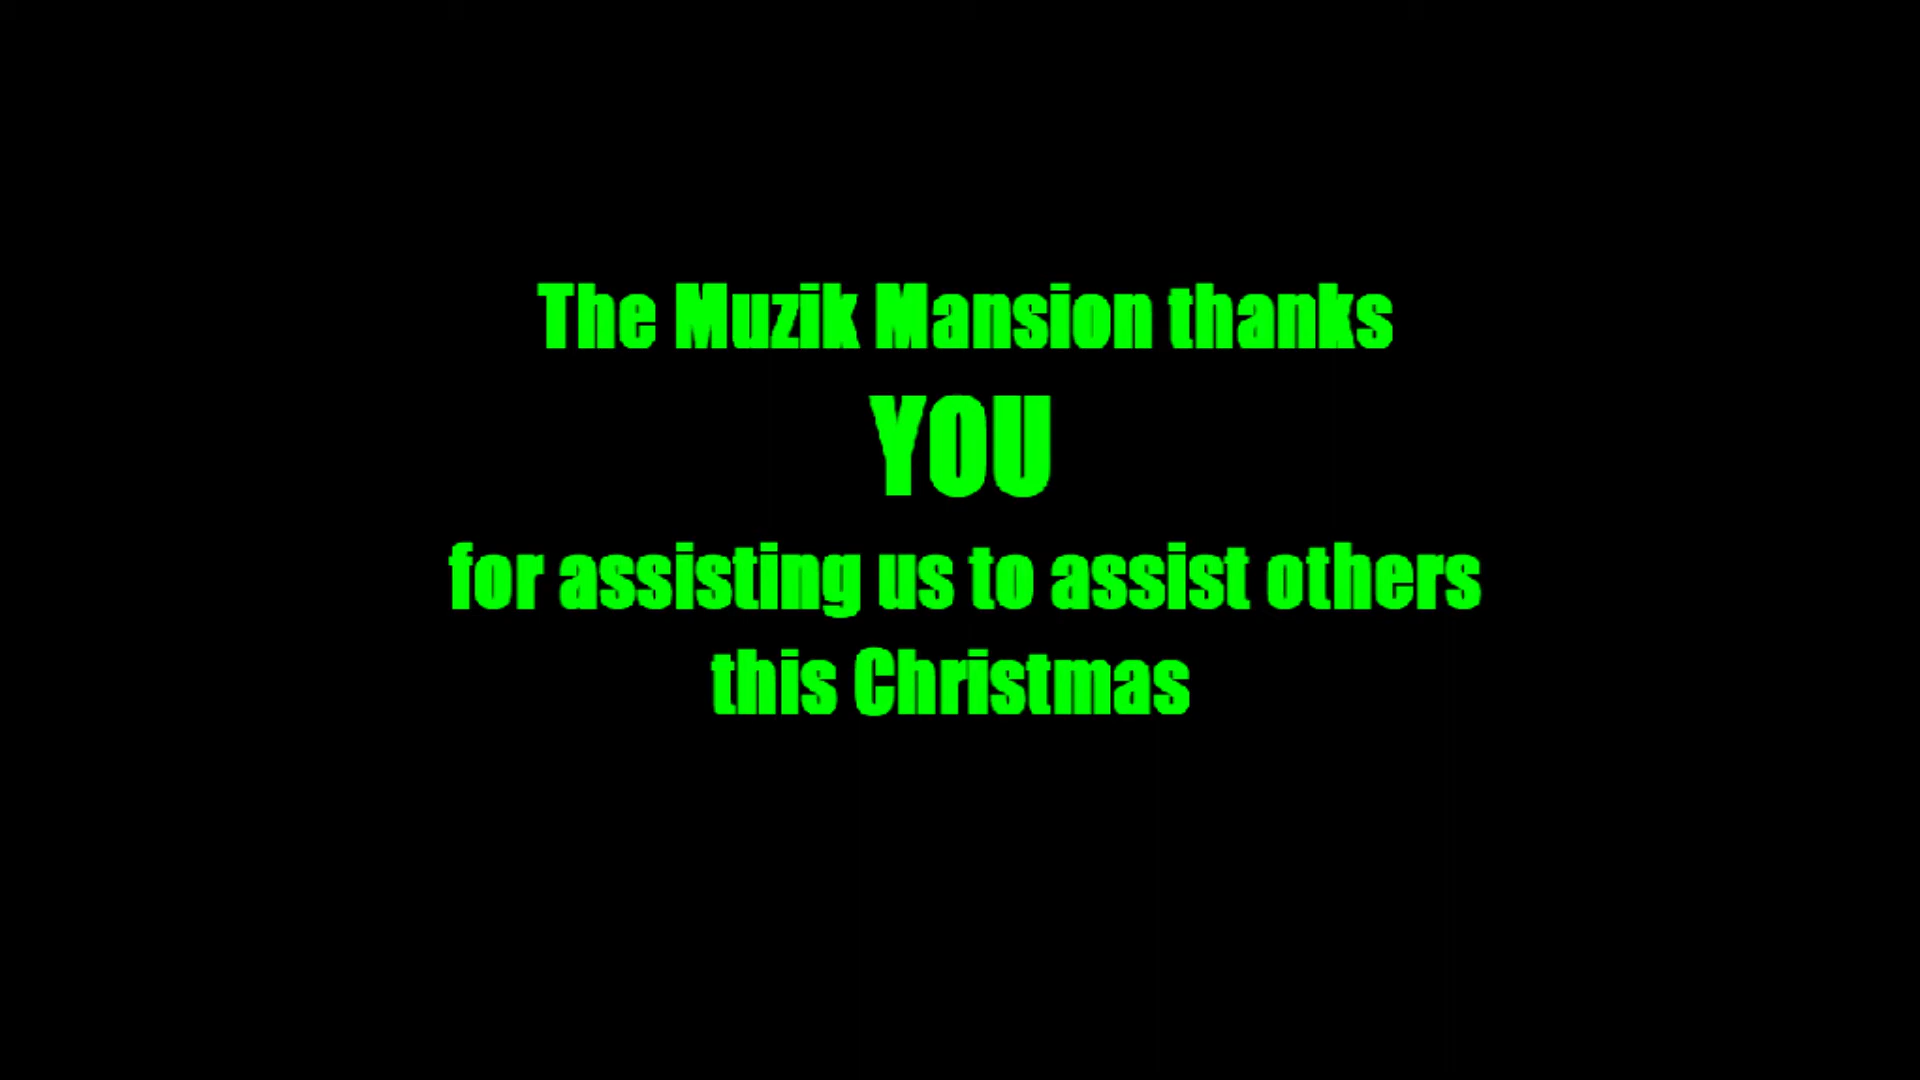 The Muzik Mansion thanks
YOU
for assisting us to assist others
this Christmas